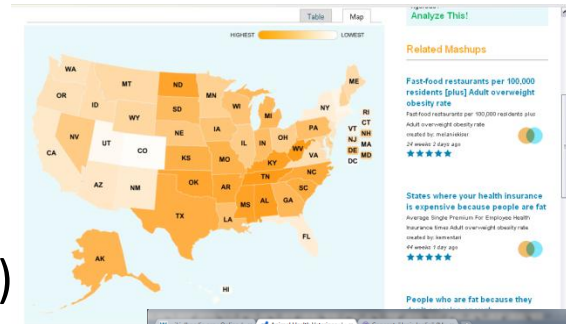 Table Map
HIGHEST LOWEST
WA
MT
ND
MN
ME
OR
ID
WY
SD
WI
MI
NY
RI
CT
VT NH
NJ MA
DE MD
DC
NV
UT
CO
NE
IA
IL
IN
OH
PA
WV
VA
CA
KS
MO
KY
NC
TN
SC
AZ
NM
OK
AR
MS
AL
GA
TX
LA
FL
AK
HI
)
Analyze This!
Related Mashups
Fast-food restaurants per 100,000
residents [plus] Adult overweight
obesity rate
Fast-food restaurants per 100,000 residents plus
Adult overweight obesity rate
created by:
24 weeks 2 days ago
States where your health insurance
is expensive because people are fat
Average Single Premium For Employee Health
Insurance times Adult overweight obesity rate
created by:
44 weeks 1 day ago
People who are fat because they